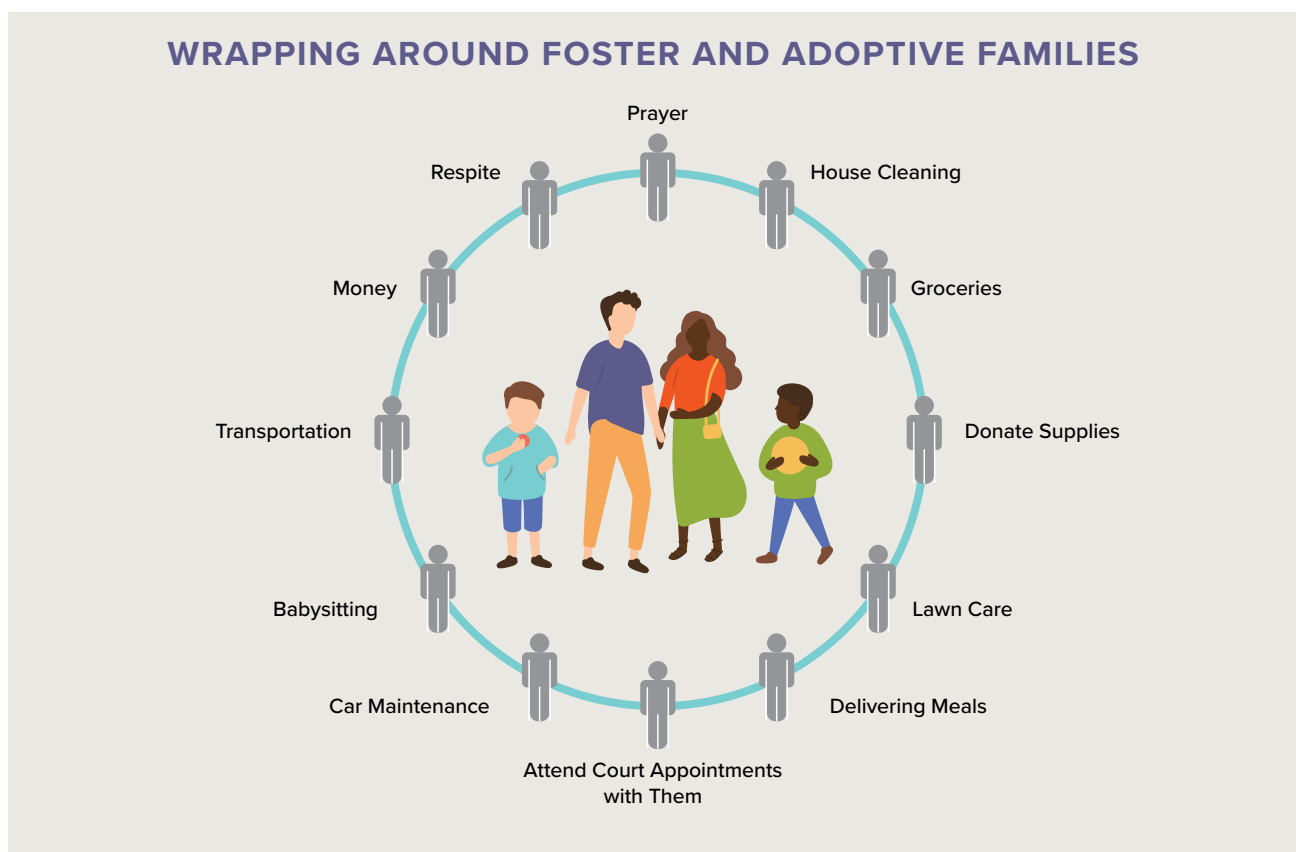 WRAPPING AROUND FOSTER AND ADOPTIVE FAMILIES
Prayer
Respite
House Cleaning
Money
Groceries
Transportation
Donate Supplies
Babysitting
Lawn Care
Car Maintenance
Delivering Meals
Attend Court Appointments
with Them